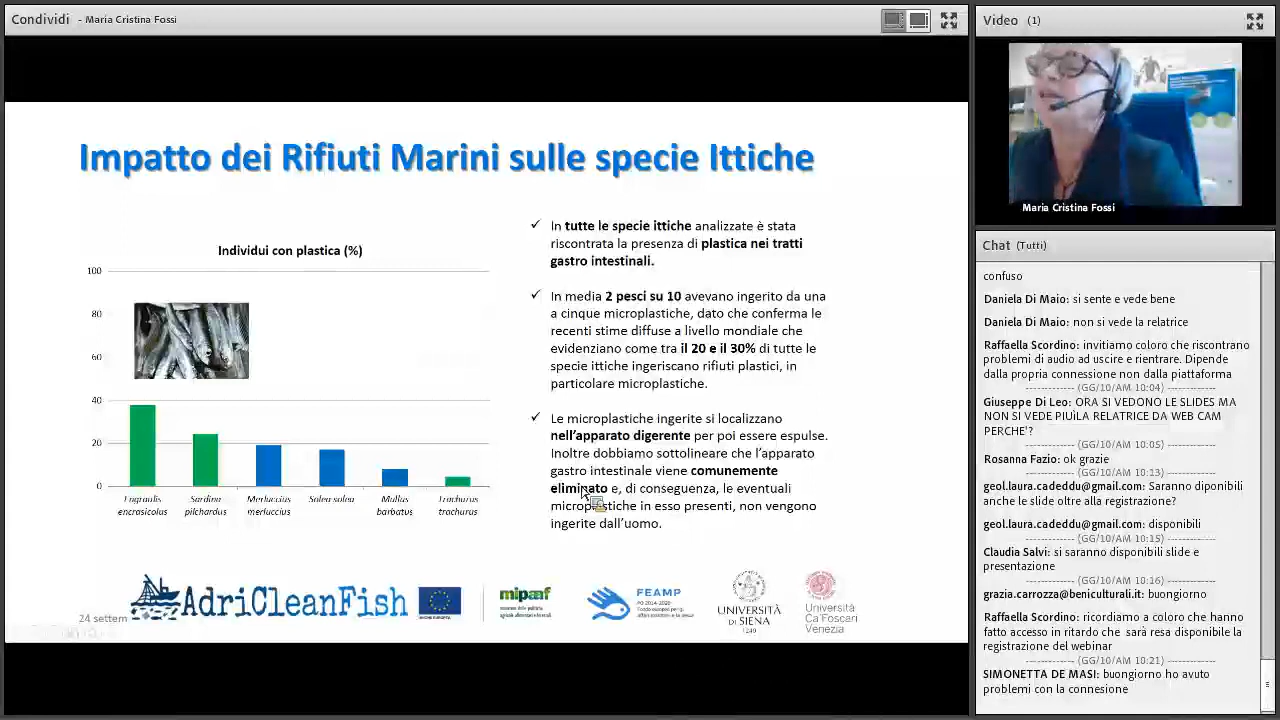 Condividi - Maria Cristina Fossi
Impatto dei Rifiuti Marini sulle specie Ittiche
Individui con plastica (%)
100
80
60
40
20
0
Engraulis encrasicolus
Sardina pilchardus
Merluccius merluccius
Solea solea
Mullus barbatus
Trachurus trachurus
✓ In tutte le specie ittiche analizzate è stata
riscontrata la presenza di plastica nei tratti
gastro intestinali.
✓ In media 2 pesci su 10 avevano ingerito da una
a cinque microplastiche, dato che conferma le
recenti stime diffuse a livello mondiale che
evidenziano come tra il 20 e il 30% di tutte le
specie ittiche ingeriscano rifiuti plastici, in
particolare microplastiche.
✓ Le microplastiche ingerite si localizzano
nell'apparato digerente per poi essere espulse.
Inoltre dobbiamo sottolineare che l'apparato
gastro intestinale viene comunemente
eliminato e, di conseguenza, le eventuali
microplastiche in esso presenti, non vengono
ingerite dall'uomo.
24 settem
AdriCleanFish
mipaaf
FEAMP
PO 2014-2020
UNIVERSITÀ
DI SIENA
1240
Università
Ca'Foscari
Venezia
Video (1)
Maria Cristina Fossi
Chat (Tutti)
confuso
Daniela Di Maio: si sente e vede bene
Daniela Di Maio: non si vede la relatrice
Raffaella Scordino: invitiamo coloro che riscontrano
problemi di audio ad uscire e rientrare. Dipende
dalla propria connessione non dalla piattaforma
------------- (GG/10/AM 10:04) -------------
Giuseppe Di Leo: ORA SI VEDONO LE SLIDES MA
NON SI VEDE PIUìLA RELATRICE DA WEB CAM
PERCHE'?
------------- (GG/10/AM 10:05) -------------
Rosanna Fazio: ok grazie
------------- (GG/10/AM 10:13) -------------
geol.laura.cadeddu@gmail.com: Saranno diponibili
anche le slide oltre alla registrazione?
geol.laura.cadeddu@gmail.com: disponibili
------------- (GG/10/AM 10:15) -------------
Claudia Salvi: si saranno disponibili slide e
presentazione
------------- (GG/10/AM 10:16) -------------
grazia.carrozza@beniculturali.it: buongiorno
Raffaella Scordino: ricordiamo a coloro che hanno
fatto accesso in ritardo che sarà resa disponibile la
registrazione del webinar
------------- (GG/10/AM 10:21) -------------
SIMONETTA DE MASI: buongiorno ho avuto
problemi con la connesione